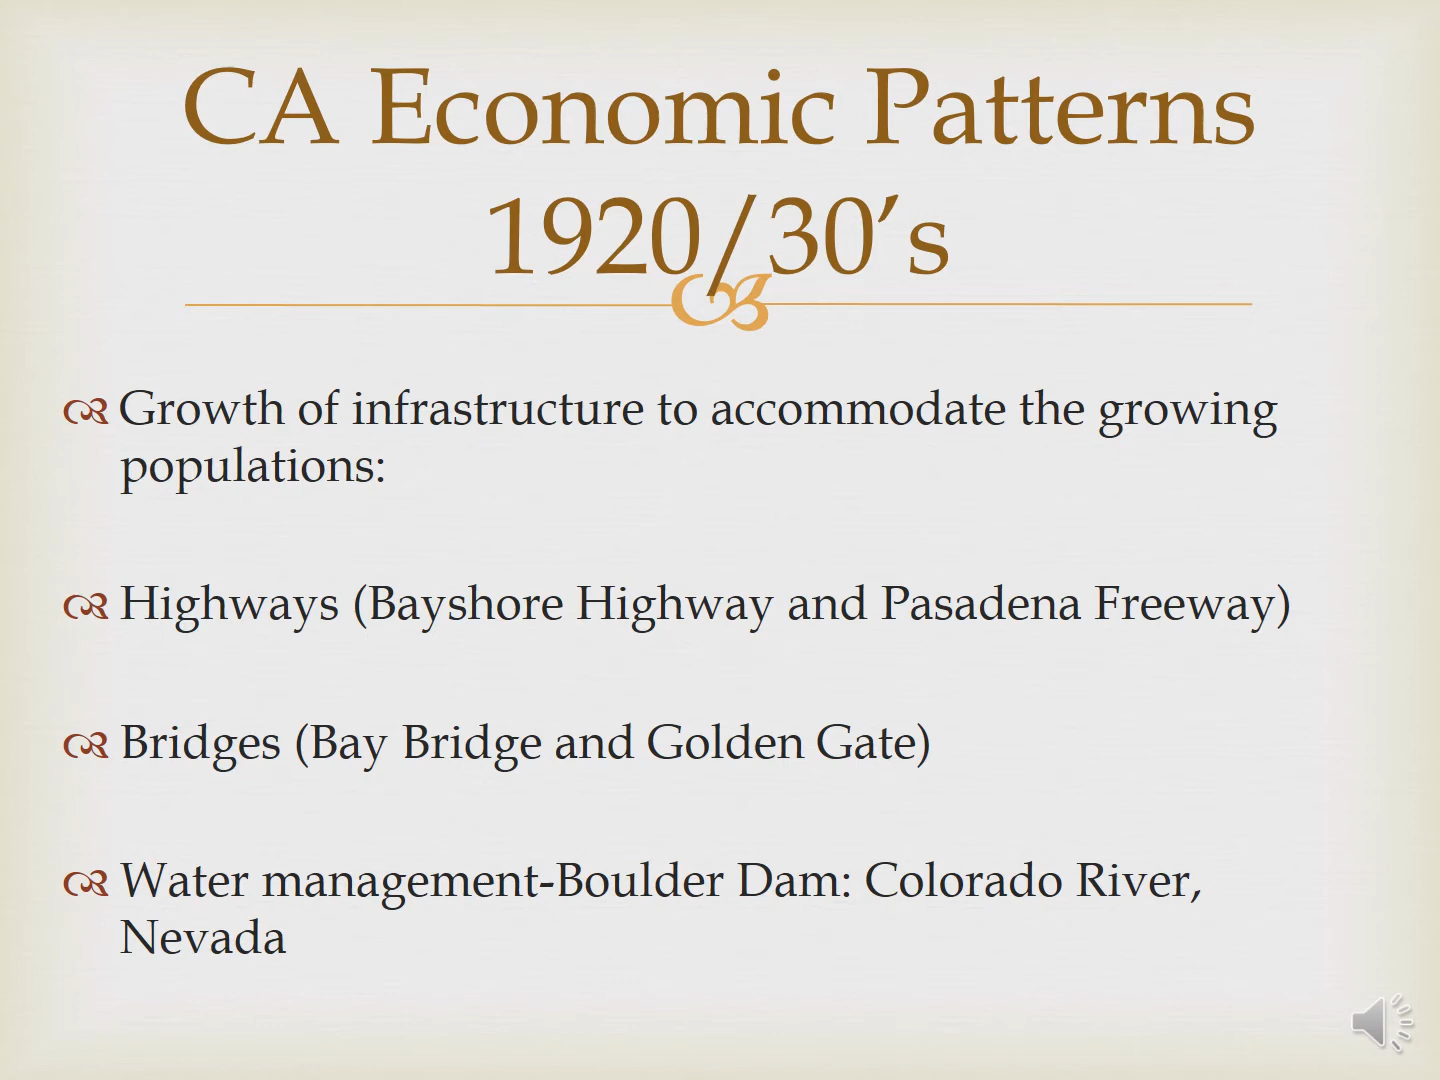 CA Economic Patterns
1920/30’s
Growth of infrastructure to accommodate the growing
populations:
Highways (Bayshore Highway and Pasadena Freeway)
Bridges (Bay Bridge and Golden Gate)
Water management-Boulder Dam: Colorado River,
Nevada